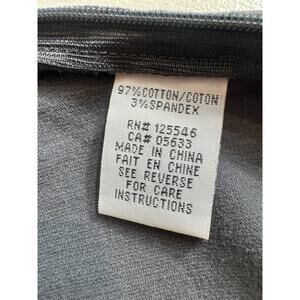 97%COTTON/COTON
3%SPANDEX
RN# 125546
CA# 05633
MADE IN CHINA
FAIT EN CHINE
SEE REVERSE
FOR CARE
INSTRUCTIONS